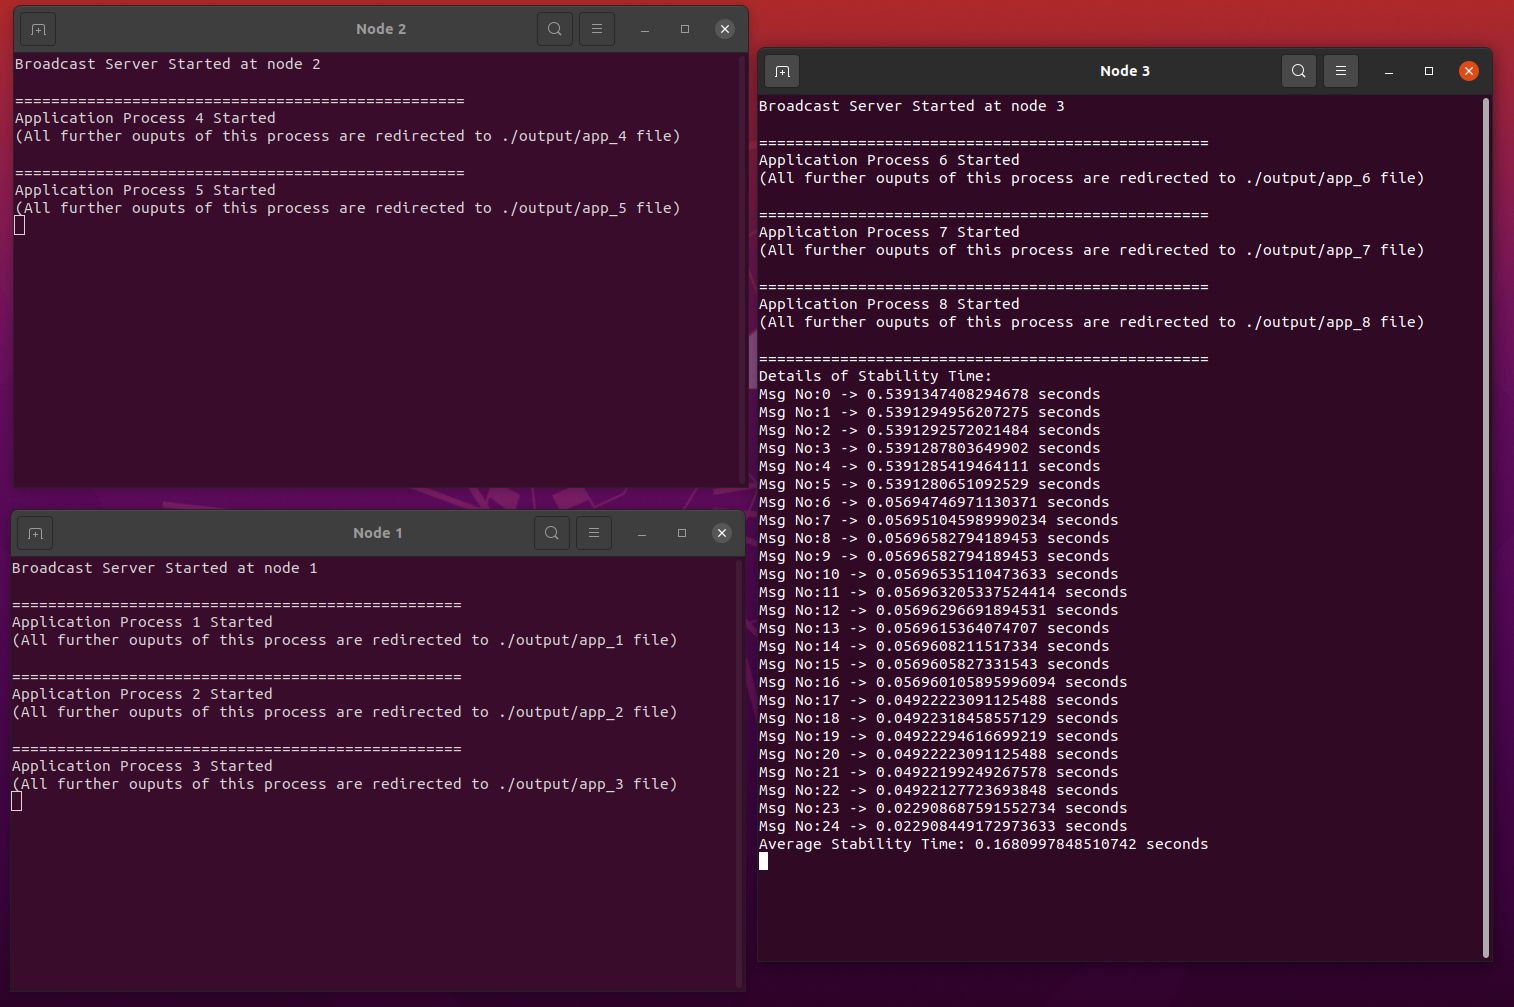 Node 2
Broadcast Server Started at node 2
==================================================
Application Process 4 Started
(All further ouputs of this process are redirected to ./output/app_4 file)
==================================================
Application Process 5 Started
(All further ouputs of this process are redirected to ./output/app_5 file)
Node 1
Broadcast Server Started at node 1
==================================================
Application Process 1 Started
(All further ouputs of this process are redirected to ./output/app_1 file)
==================================================
Application Process 2 Started
(All further ouputs of this process are redirected to ./output/app_2 file)
==================================================
Application Process 3 Started
(All further ouputs of this process are redirected to ./output/app_3 file)
Node 3
Broadcast Server Started at node 3
==================================================
Application Process 6 Started
(All further ouputs of this process are redirected to ./output/app_6 file)
==================================================
Application Process 7 Started
(All further ouputs of this process are redirected to ./output/app_7 file)
==================================================
Application Process 8 Started
(All further ouputs of this process are redirected to ./output/app_8 file)
==================================================
Details of Stability Time:
Msg No:0 -> 0.5391347408294678 seconds
Msg No:1 -> 0.5391294956207275 seconds
Msg No:2 -> 0.5391292572021484 seconds
Msg No:3 -> 0.5391287803649902 seconds
Msg No:4 -> 0.5391285419464111 seconds
Msg No:5 -> 0.5391280651092529 seconds
Msg No:6 -> 0.05694746971130371 seconds
Msg No:7 -> 0.056951045989990234 seconds
Msg No:8 -> 0.05696582794189453 seconds
Msg No:9 -> 0.05696582794189453 seconds
Msg No:10 -> 0.05696535110473633 seconds
Msg No:11 -> 0.056963205337524414 seconds
Msg No:12 -> 0.05696296691894531 seconds
Msg No:13 -> 0.0569615364074707 seconds
Msg No:14 -> 0.0569608211517334 seconds
Msg No:15 -> 0.0569605827331543 seconds
Msg No:16 -> 0.056960105895996094 seconds
Msg No:17 -> 0.04922223091125488 seconds
Msg No:18 -> 0.04922318458557129 seconds
Msg No:19 -> 0.04922294616699219 seconds
Msg No:20 -> 0.04922223091125488 seconds
Msg No:21 -> 0.04922199249267578 seconds
Msg No:22 -> 0.04922127723693848 seconds
Msg No:23 -> 0.022908687591552734 seconds
Msg No:24 -> 0.022908449172973633 seconds
Average Stability Time: 0.1680997848510742 seconds